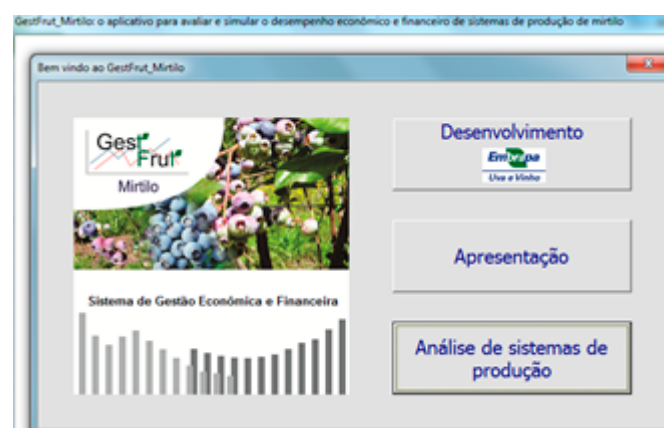 GestFrut_Mirtilo: o aplicativo para avaliar e simular o desempenho econômico e financeiro de sistemas de produção de mirtilo
Bem vindo ao GestFrut_Mirtilo
Gest
Frut
Mirtilo
Sistema de Gestão Econômica e Financeira
Desenvolvimento
Embrapa
Uva e Vinho
Apresentação
Análise de sistemas de
produção